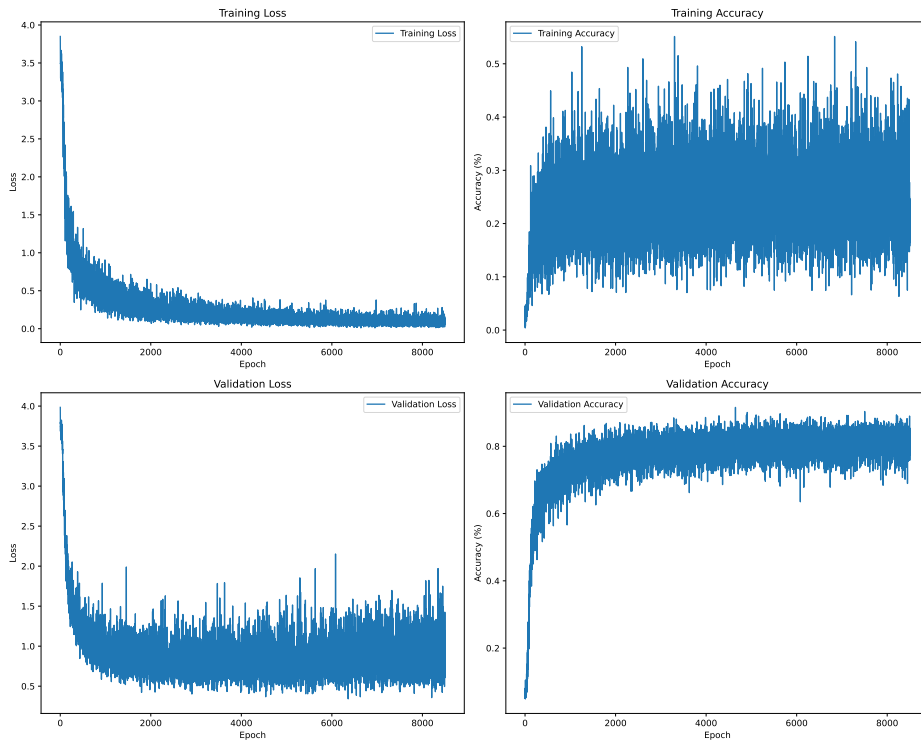 Training Loss
Training Loss
Loss
4.0
3.5
3.0
2.5
2.0
1.5
1.0
0.5
0.0
0 2000 4000 6000 8000
Epoch
Training Accuracy
Training Accuracy
Accuracy (%)
0.5
0.4
0.3
0.2
0.1
0.0
0 2000 4000 6000 8000
Epoch
Validation Loss
Validation Loss
Loss
4.0
3.5
3.0
2.5
2.0
1.5
1.0
0.5
0 2000 4000 6000 8000
Epoch
Validation Accuracy
Validation Accuracy
Accuracy (%)
0.8
0.6
0.4
0.2
0 2000 4000 6000 8000
Epoch